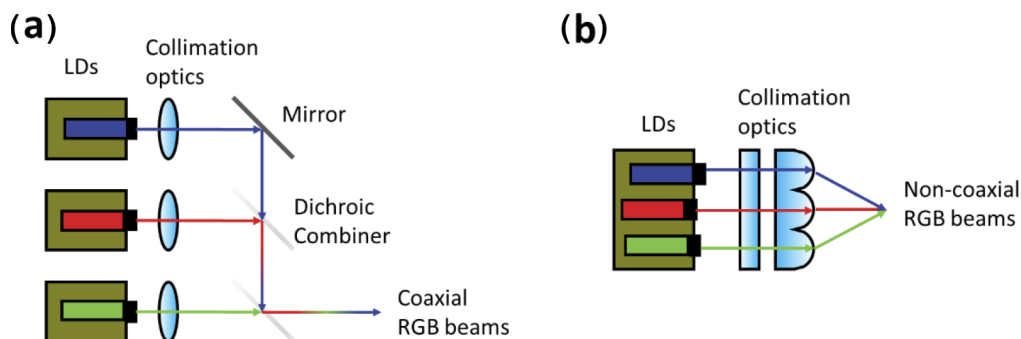 (a)
Collimation
optics
LDs
Mirror
Dichroic
Combiner
Coaxial
RGB beams
(b)
Collimation
optics
LDs
Non-coaxial
RGB beams